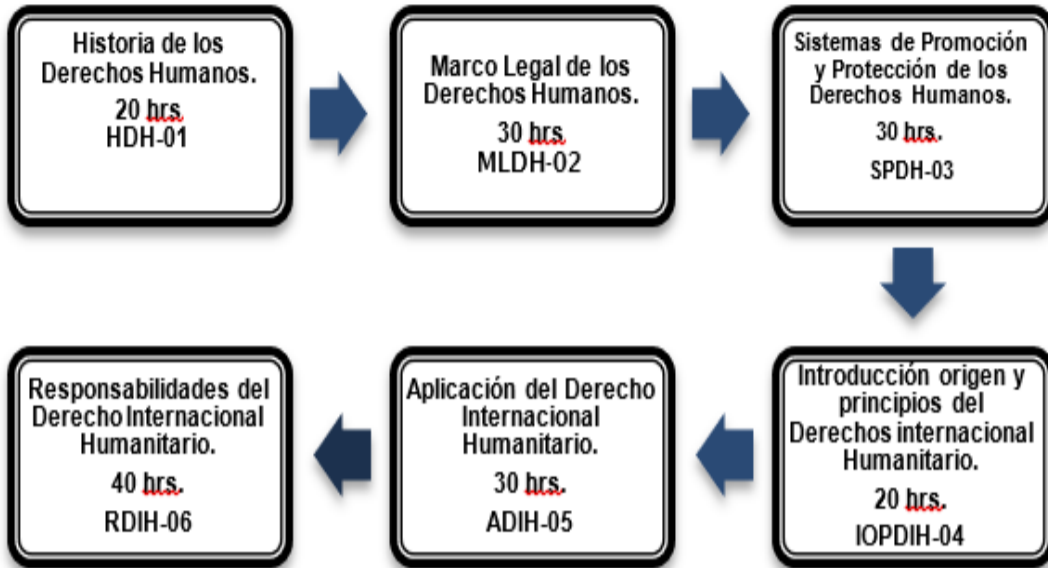 Historia de los
Derechos Humanos.
20 hrs
HDH-01
Marco Legal de los
Derechos Humanos.
30 hrs
MLDH-02
Sistemas de Promoción
y Protección de los
Derechos Humanos.
30 hrs.
SPDH-03
Introducción origen y
principios del
Derechos internacional
Humanitario.
20 hrs.
IOPDIH-04
Aplicación del Derecho
Internacional
Humanitario.
30 hrs.
ADIH-05
Responsabilidades del
Derecho Internacional
Humanitario.
40 hrs.
RDIH-06